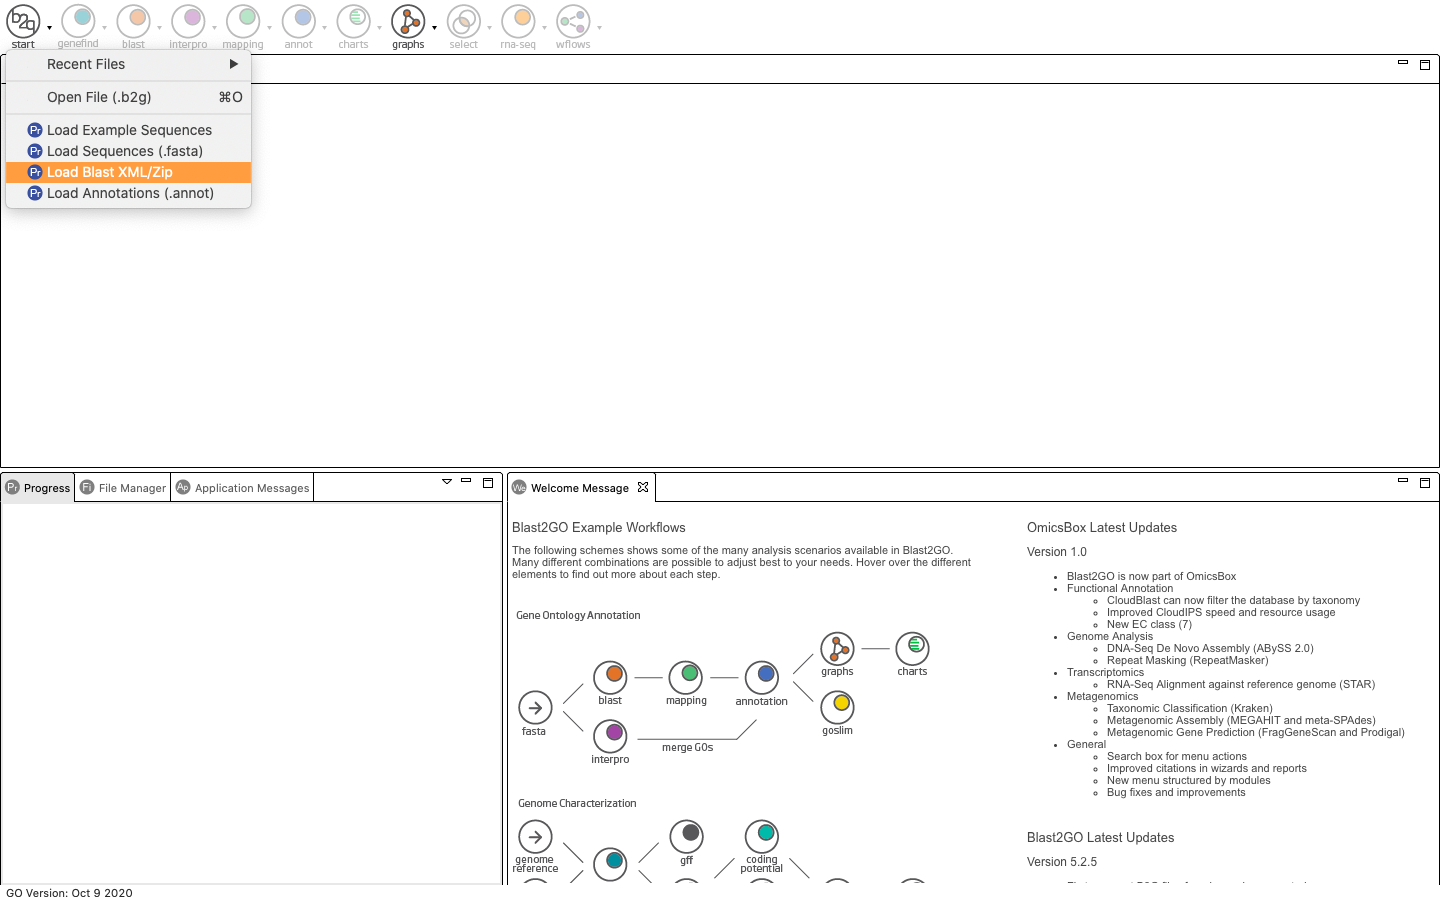 b2g
start
genefind
blast
interpro
mapping
annot
charts
graphs
select
rna-seq
wflows
Recent Files
Open File (.b2g) ⌘O
Pr Load Example Sequences
Pr Load Sequences (.fasta)
Pr Load Blast XML/Zip
Pr Load Annotations (.annot)
Pr Progress
Fi File Manager
Ap Application Messages
We Welcome Message
Blast2GO Example Workflows
The following schemes shows some of the many analysis scenarios available in Blast2GO.
Many different combinations are possible to adjust best to your needs. Hover over the different
elements to find out more about each step.
Gene Ontology Annotation
fasta
blast
interpro
mapping
merge GOs
annotation
graphs
goslim
charts
Genome Characterization
genome
reference
gff
coding
potential
OmicsBox Latest Updates
Version 1.0
Blast2GO is now part of OmicsBox
Functional Annotation
CloudBlast can now filter the database by taxonomy
Improved CloudIPS speed and resource usage
New EC class (7)
Genome Analysis
DNA-Seq De Novo Assembly (ABySS 2.0)
Repeat Masking (RepeatMasker)
Transcriptomics
RNA-Seq Alignment against reference genome (STAR)
Metagenomics
Taxonomic Classification (Kraken)
Metagenomic Assembly (MEGAHIT and meta-SPAdes)
Metagenomic Gene Prediction (FragGeneScan and Prodigal)
General
Search box for menu actions
Improved citations in wizards and reports
New menu structured by modules
Bug fixes and improvements
Blast2GO Latest Updates
Version 5.2.5
GO Version: Oct 9 2020